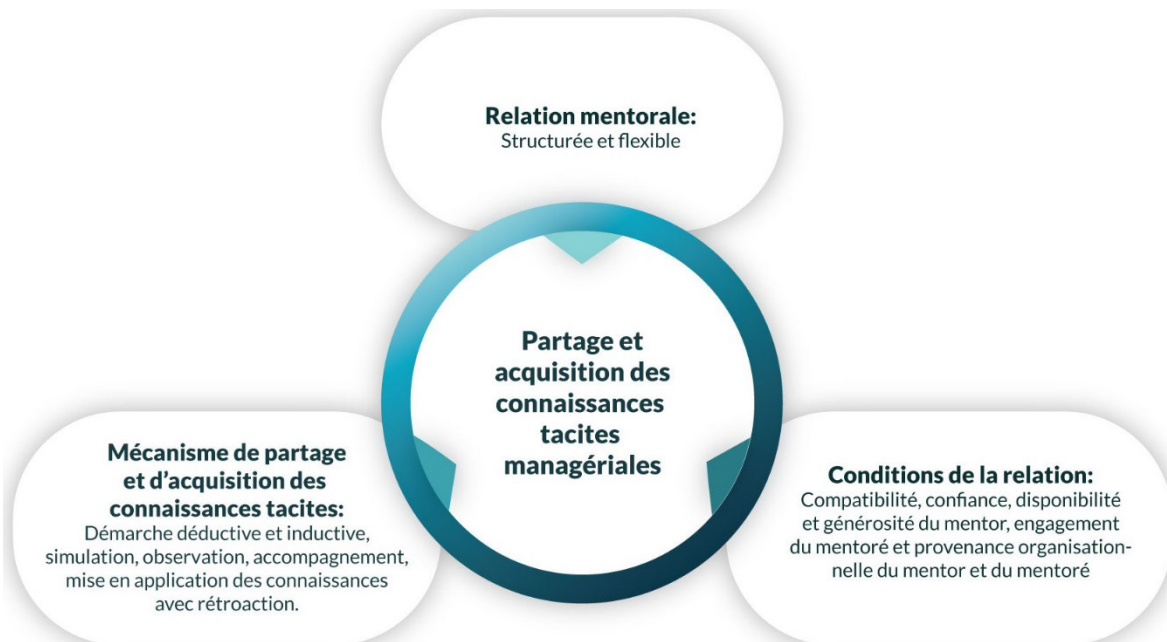 Relation mentorale:
Structurée et flexible
Partage et
acquisition des
connaissances
tacites
managériales
Mécanisme de partage
et d’acquisition des
connaissances tacites:
Démarche déductive et inductive,
simulation, observation, accompagnement,
mise en application des connaissances
avec rétroaction.
Conditions de la relation:
Compatibilité, confiance, disponibilité
et générosité du mentor, engagement
du mentoré et provenance organisation-
nelle du mentor et du mentoré